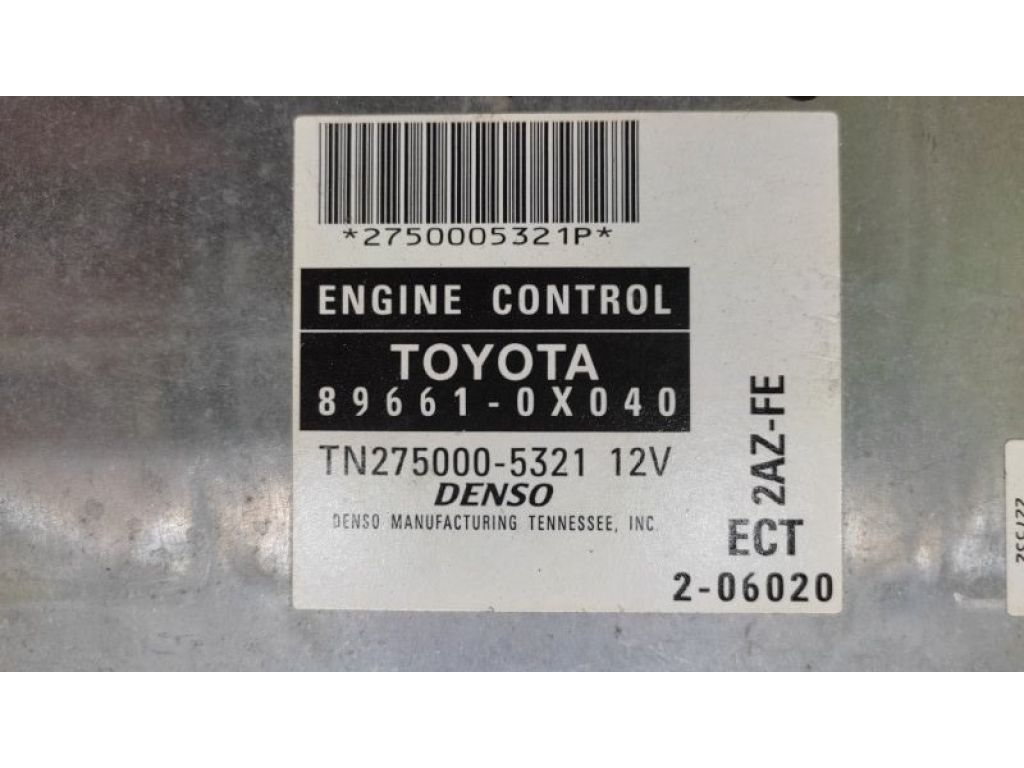 *2750005321P*
ENGINE CONTROL
TOYOTA
89661-0X040
TN275000-5321 12V
DENSO
DENSO MANUFACTURING TENNESSEE, INC.
2AZ-FE
ECT
2-06020